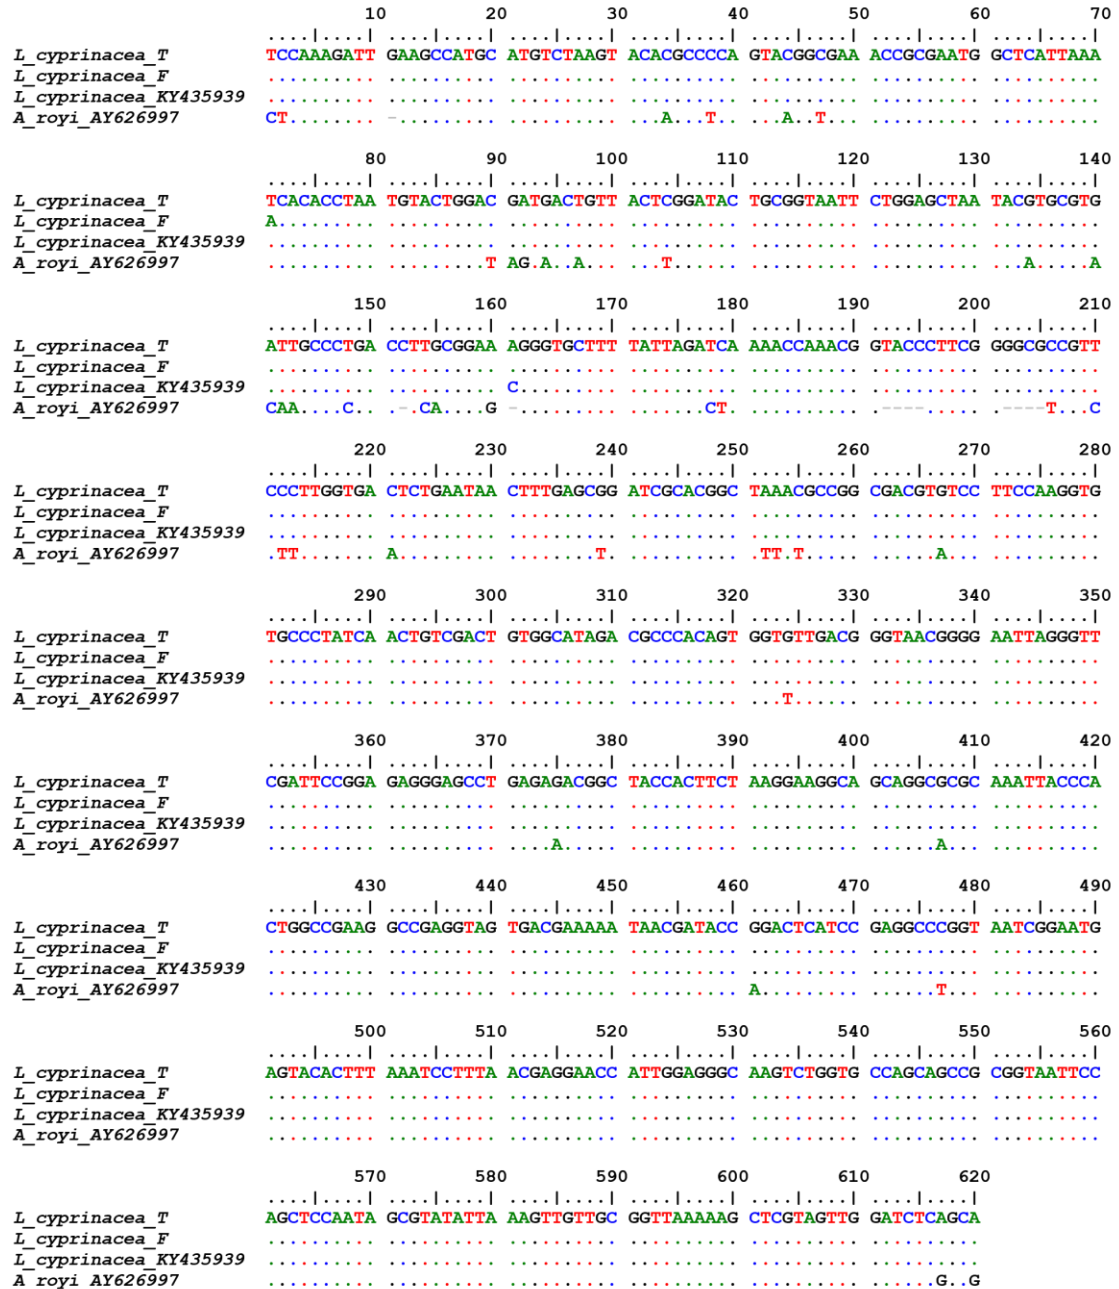 10 20 30 40 50 60 70
....|....| ....|....| ....|....| ....|....| ....|....| ....|....| ....|....|
L_cyprinacea_T TCCAAAGATT GAAGCCATGC ATGTCTAAGT ACACGCCCCA GTACGGCGAA ACCGCGAATG GCTCATTAAA
L_cyprinacea_F .......... .......... .......... .......... .......... .......... ..........
L_cyprinacea_KY435939 .......... .......... .......... .......... .......... .......... ..........
A_royi_AY626997 CT........ -......... .......... ...A...T.. ...A..T... .......... ..........
80 90 100 110 120 130 140
....|....| ....|....| ....|....| ....|....| ....|....| ....|....| ....|....|
L_cyprinacea_T TCACACCTAA TGTACTGGAC GATGACTGTT ACTCGGATAC TGCGGTAATT CTGGAGCTAA TACGTGCGTG
L_cyprinacea_F A......... .......... .......... .......... .......... .......... ..........
L_cyprinacea_KY435939 .......... .......... .......... .......... .......... .......... ..........
A_royi_AY626997 .......... .........T AG.A..A... ...T...... .......... .......... ...A.....A
150 160 170 180 190 200 210
....|....| ....|....| ....|....| ....|....| ....|....| ....|....| ....|....|
L_cyprinacea_T ATTGCCCTGA CCTTGCGGAA AGGGTGCTTT TATTAGATCA AAACCAAACG GTACCCTTCG GGGCGCCGTT
L_cyprinacea_F .......... .......... .......... .......... .......... .......... ..........
L_cyprinacea_KY435939 .......... .......... C......... .......... .......... .......... ..........
A_royi_AY626997 CAA....C.. .-.CA....G -......... .......CT. .......... .----..... .----T...C
220 230 240 250 260 270 280
....|....| ....|....| ....|....| ....|....| ....|....| ....|....| ....|....|
L_cyprinacea_T CCCTTGGTGA CTCTGAATAA CTTTGAGCGG ATCGCACGGC TAAACGCCGG CGACGTGTCC TTCCAAGGTG
L_cyprinacea_F .......... .......... .......... .......... .......... .......... ..........
L_cyprinacea_KY435939 .......... .......... .......... .......... .......... .......... ..........
A_royi_AY626997 .TT....... A......... ........T. .......... .TT.T..... ......A... ..........
290 300 310 320 330 340 350
....|....| ....|....| ....|....| ....|....| ....|....| ....|....| ....|....|
L_cyprinacea_T TGCCCTATCA ACTGTCGACT GTGGCATAGA CGCCCACAGT GGTGTTGACG GGTAACGGGG AATTAGGGTT
L_cyprinacea_F .......... .......... .......... .......... .......... .......... ..........
L_cyprinacea_KY435939 .......... .......... .......... .......... .......... .......... ..........
A_royi_AY626997 .......... .......... .......... .......... ...T...... .......... ..........
360 370 380 390 400 410 420
....|....| ....|....| ....|....| ....|....| ....|....| ....|....| ....|....|
L_cyprinacea_T CGATTCCGGA GAGGGAGCCT GAGAGACGGC TACCACTTCT AAGGAAGGCA GCAGGCGCGC AAATTACCCA
L_cyprinacea_F .......... .......... .......... .......... .......... .......... ..........
L_cyprinacea_KY435939 .......... .......... .......... .......... .......... .......... ..........
A_royi_AY626997 .......... .......... ....A..... .......... .......... ......A... ..........
430 440 450 460 470 480 490
....|....| ....|....| ....|....| ....|....| ....|....| ....|....| ....|....|
L_cyprinacea_T CTGGCCGAAG GCCGAGGTAG TGACGAAAAA TAACGATACC GGACTCATCC GAGGCCCGGT AATCGGAATG
L_cyprinacea_F .......... .......... .......... .......... .......... .......... ..........
L_cyprinacea_KY435939 .......... .......... .......... .......... .......... .......... ..........
A_royi_AY626997 .......... .......... .......... .......... A......... ......T... ..........
500 510 520 530 540 550 560
....|....| ....|....| ....|....| ....|....| ....|....| ....|....| ....|....|
L_cyprinacea_T AGTACACTTT AAATCCTTTA ACGAGGAACC ATTGGAGGGC AAGTCTGGTG CCAGCAGCCG CGGTAATTCC
L_cyprinacea_F .......... .......... .......... .......... .......... .......... ..........
L_cyprinacea_KY435939 .......... .......... .......... .......... .......... .......... ..........
A_royi_AY626997 .......... .......... .......... .......... .......... .......... ..........
570 580 590 600 610 620
....|....| ....|....| ....|....| ....|....| ....|....| ....|....|
L_cyprinacea_T AGCTCCAATA GCGTATATTA AAGTTGTTGC GGTTAAAAAG CTCGTAGTTG GATCTCAGCA
L_cyprinacea_F .......... .......... .......... .......... .......... ..........
L_cyprinacea_KY435939 .......... .......... .......... .......... .......... ..........
A_royi_AY626997 .......... .......... .......... .......... .......... ......G..G